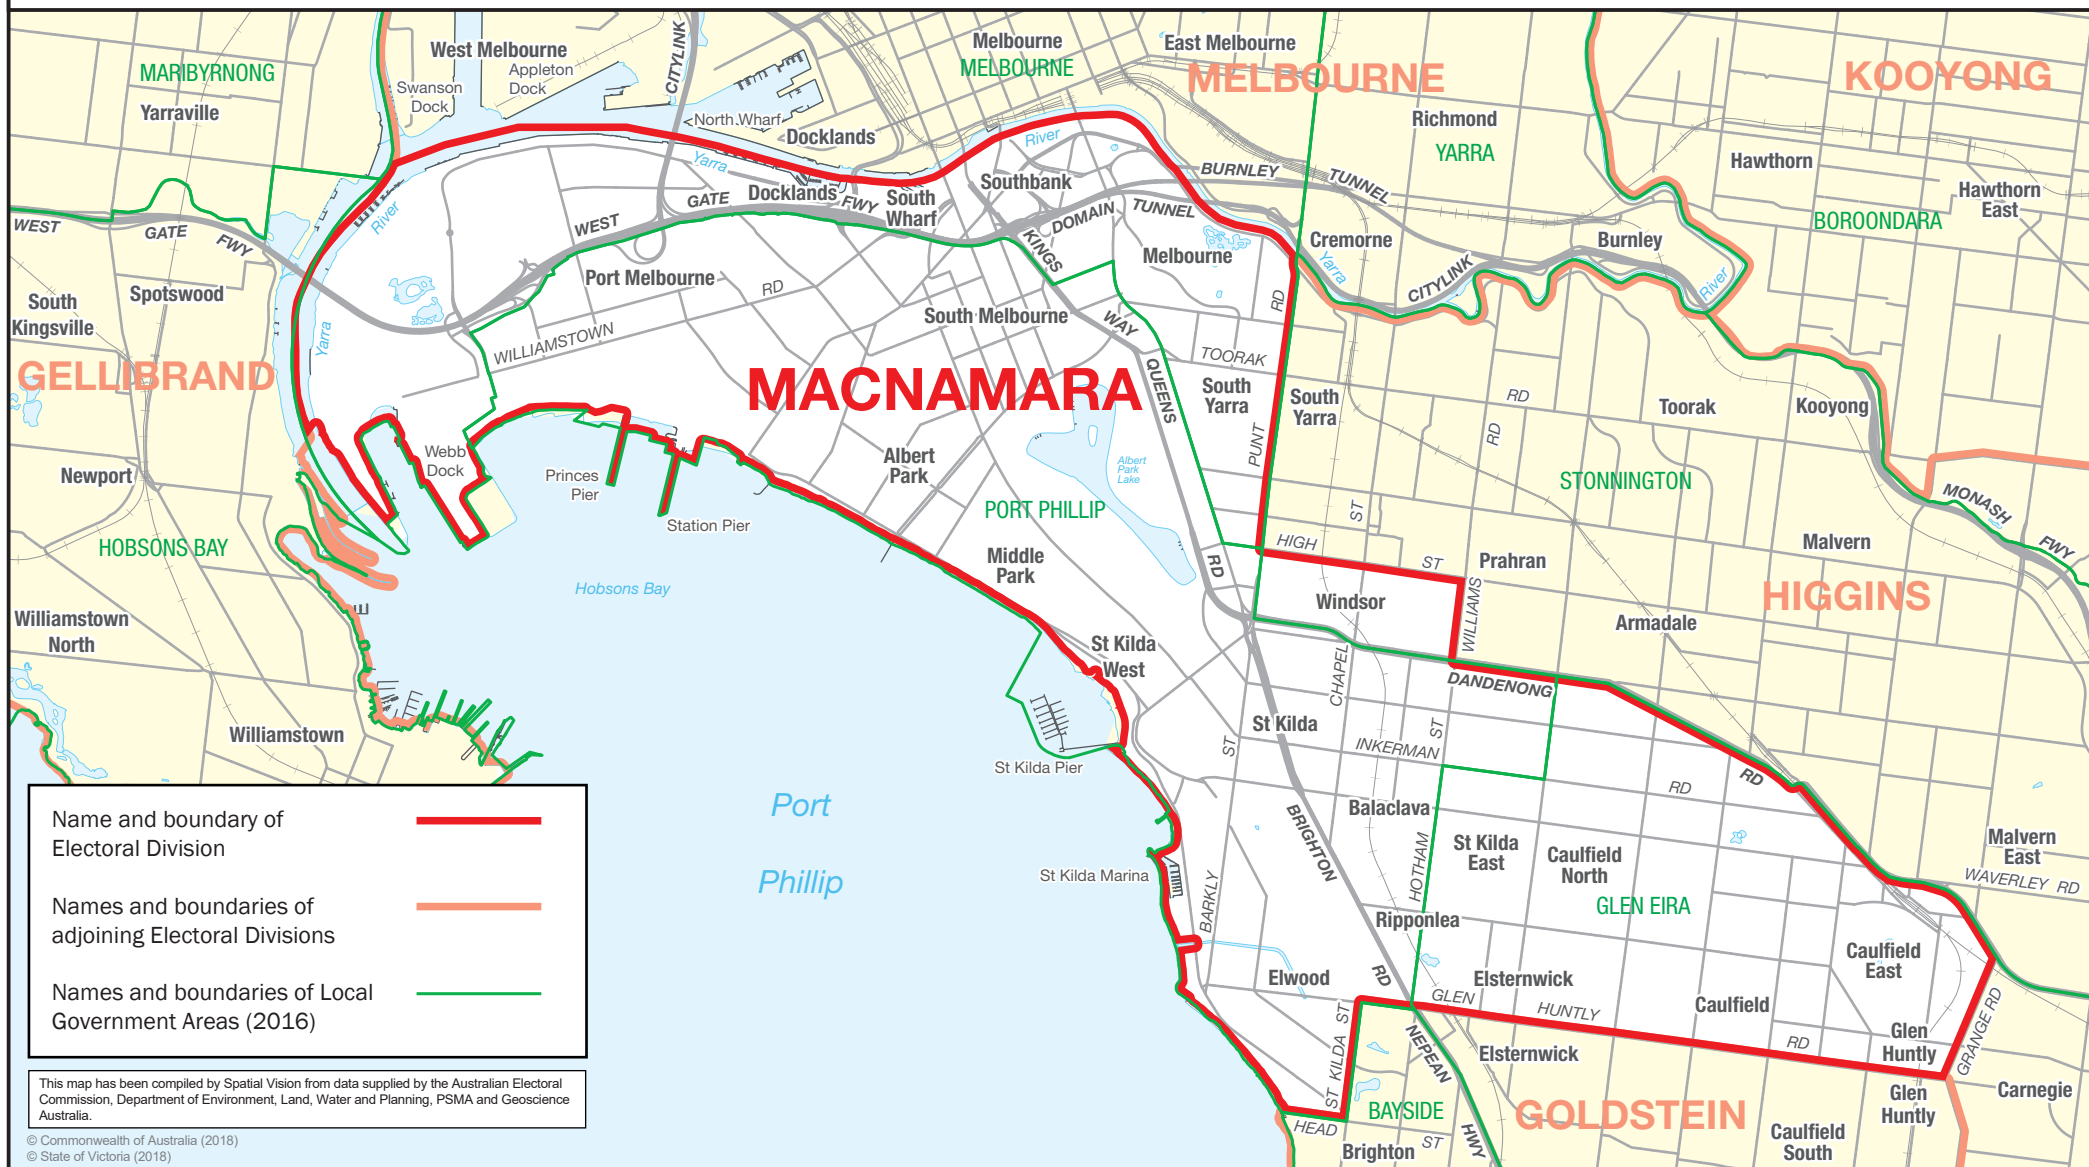 West Melbourne
Appleton
Dock
Swanson
Dock
CITYLINK
Melbourne
MELBOURNE
East Melbourne
MELBOURNE
KOOYONG
MARIBYRNONG
Yarraville
North Wharf
Docklands
Richmond
YARRA
Hawthorn
Hawthorn
East
BOROONDARA
River
Yarra
BURNLEY
TUNNEL
Southbank
Docklands
South
Wharf
GATE
FWY
WEST
DOMAIN
TUNNEL
KINGS
Melbourne
Cremorne
Burnley
Yarra
CITYLINK
River
WEST
GATE
FWY
River
Yarra
South
Kingsville
Spotswood
Port Melbourne
RD
WILLIAMSTOWN
South Melbourne
WAY
RD
TOORAK
GELLIBRAND
MACNAMARA
QUEENS
South
Yarra
South
Yarra
RD
RD
Toorak
Kooyong
PUNT
Newport
Webb
Dock
Princes
Pier
Station Pier
Albert
Park
Albert
Park
Lake
PORT PHILLIP
STONNINGTON
MONASH
FWY
HOBSONS BAY
Hobsons Bay
Middle
Park
RD
HIGH
ST
ST
Prahran
Malvern
Windsor
WILLIAMS
HIGGINS
Armadale
Williamstown
North
St Kilda
West
CHAPEL
DANDENONG
RD
Williamstown
St Kilda
ST
ST
INKERMAN
RD
St Kilda Pier
Port
Phillip
BRIGHTON
RD
Balaclava
HOTHAM
St Kilda
East
Caulfield
North
Malvern
East
WAVERLEY RD
St Kilda Marina
BARKLY
Ripponlea
GLEN EIRA
Caulfield
East
Elwood
Elsternwick
GLEN
HUNTLY
RD
Caulfield
Glen
Huntly
GRANGE RD
ST KILDA ST
NEPEAN
HWY
Elsternwick
BAYSIDE
GOLDSTEIN
Glen
Huntly
Carnegie
HEAD
ST
Brighton
Caulfield
South
Name and boundary of
Electoral Division
Names and boundaries of
adjoining Electoral Divisions
Names and boundaries of Local
Government Areas (2016)
This map has been compiled by Spatial Vision from data supplied by the Australian Electoral
Commission, Department of Environment, Land, Water and Planning, PSMA and Geoscience
Australia.
© Commonwealth of Australia (2018)
© State of Victoria (2018)